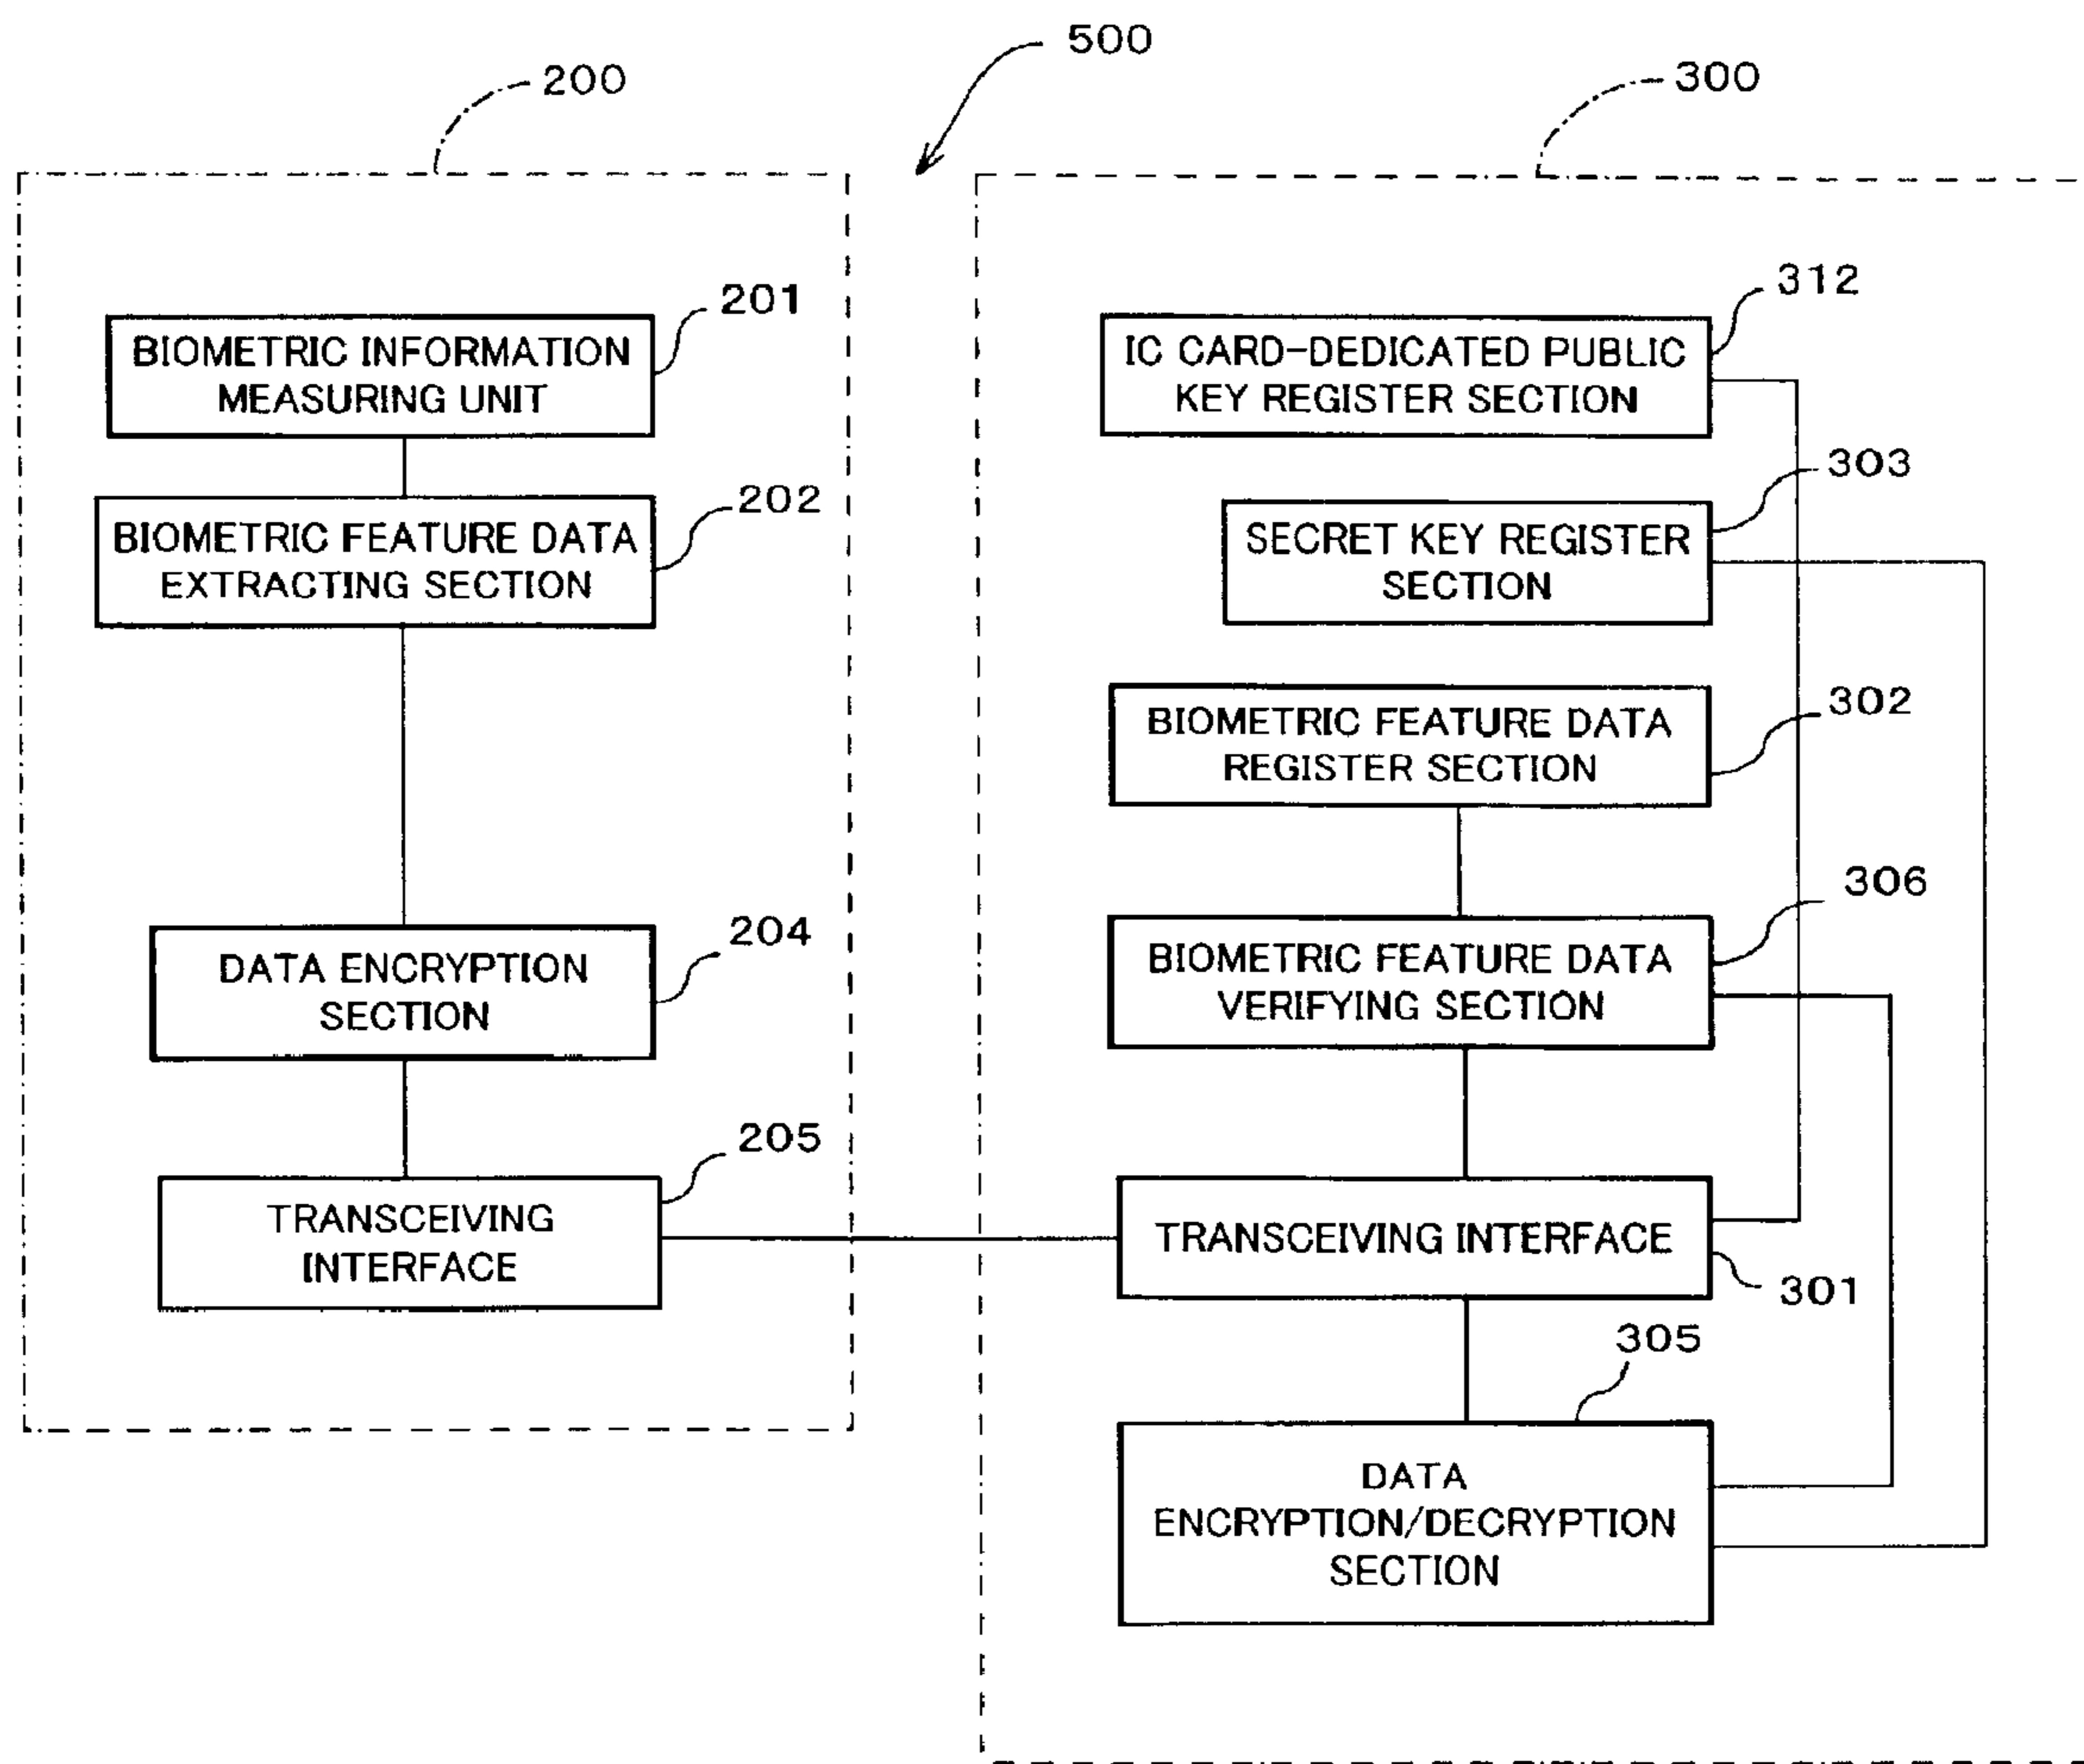 500
200
300
201
BIOMETRIC INFORMATION
MEASURING UNIT
202
BIOMETRIC FEATURE DATA
EXTRACTING SECTION
204
DATA ENCRYPTION
SECTION
205
TRANSCEIVING
INTERFACE
312
IC CARD-DEDICATED PUBLIC
KEY REGISTER SECTION
303
SECRET KEY REGISTER
SECTION
302
BIOMETRIC FEATURE DATA
REGISTER SECTION
306
BIOMETRIC FEATURE DATA
VERIFYING SECTION
TRANSCEIVING INTERFACE
301
305
DATA
ENCRYPTION/DECRYPTION
SECTION